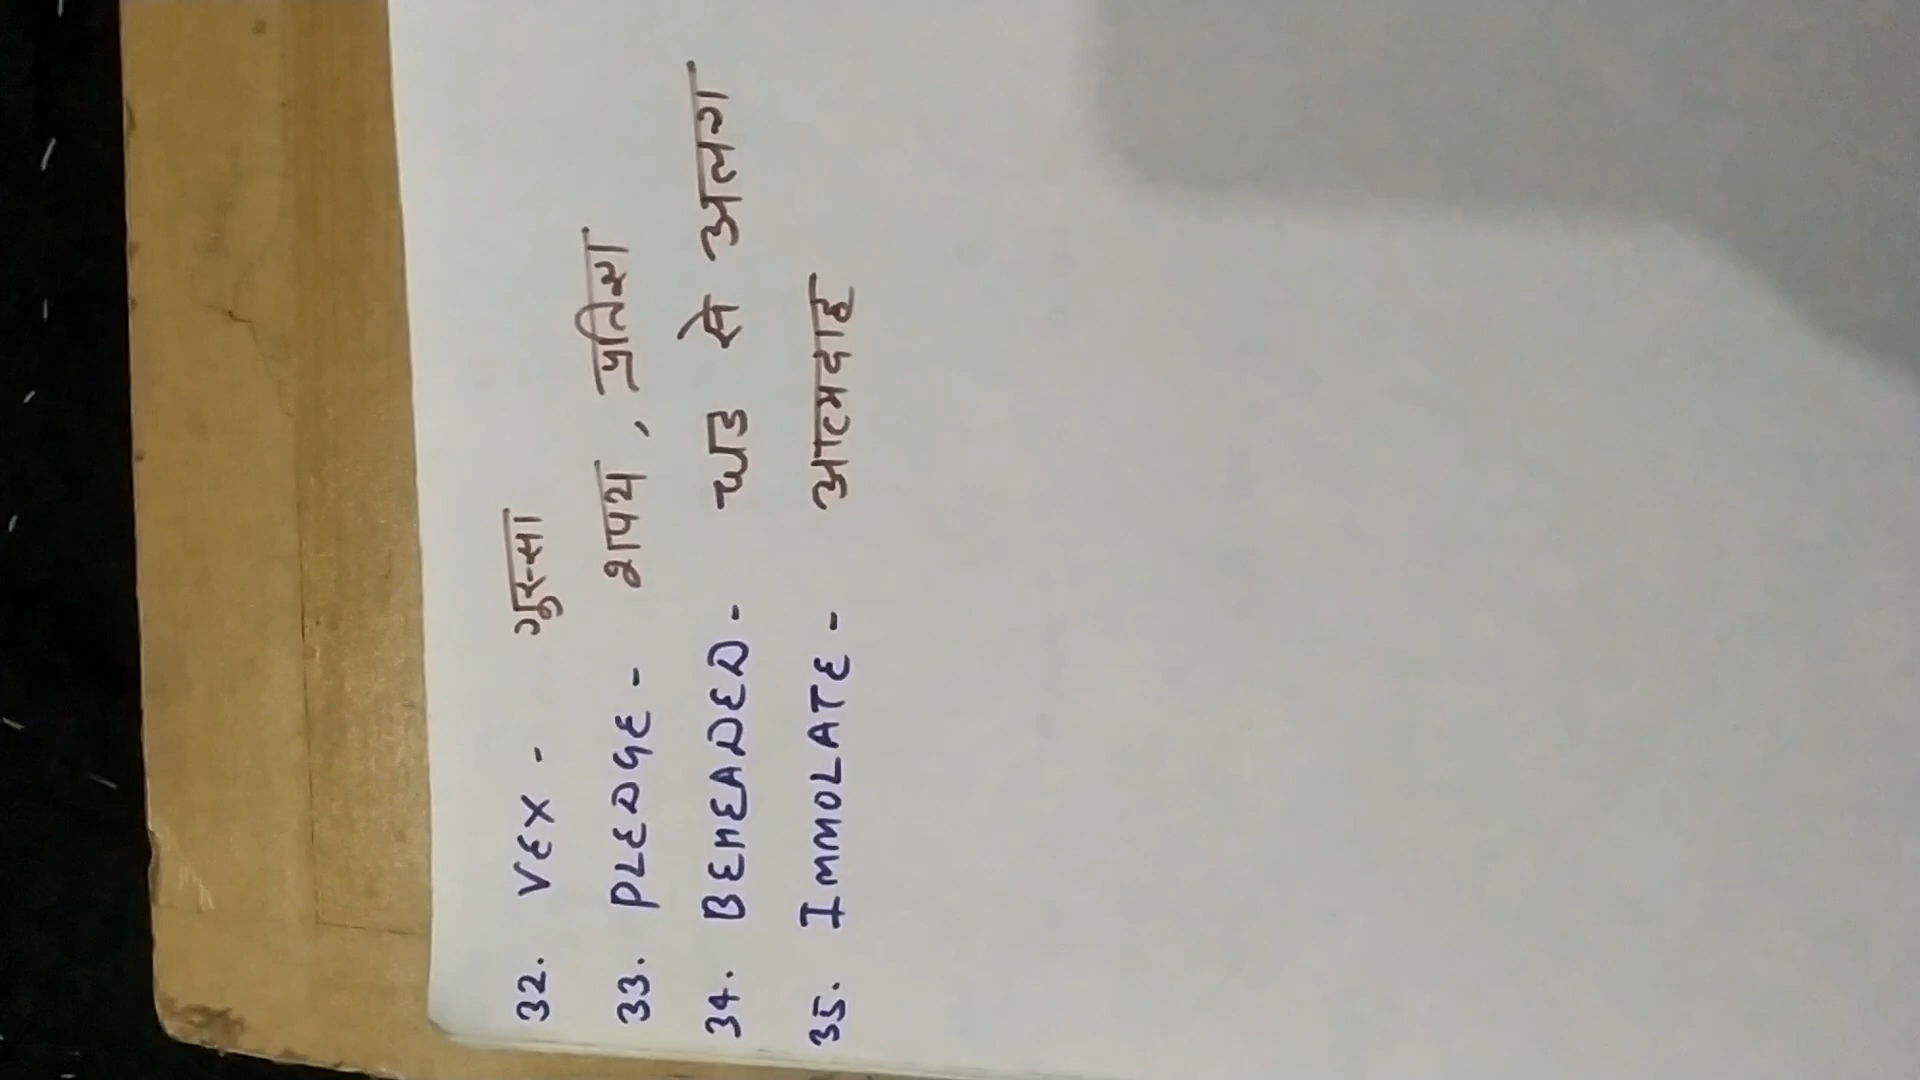 32. VEX - गुस्सा
33. PLEDGE - शपथ, प्रतिज्ञा
34. BEHEADED - धड से अलग
35. IMMOLATE - आत्मदाह